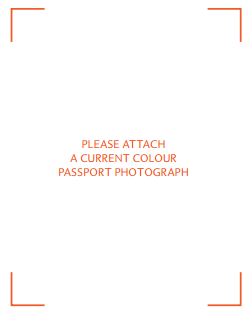 PLEASE ATTACH
A CURRENT COLOUR
PASSPORT PHOTOGRAPH